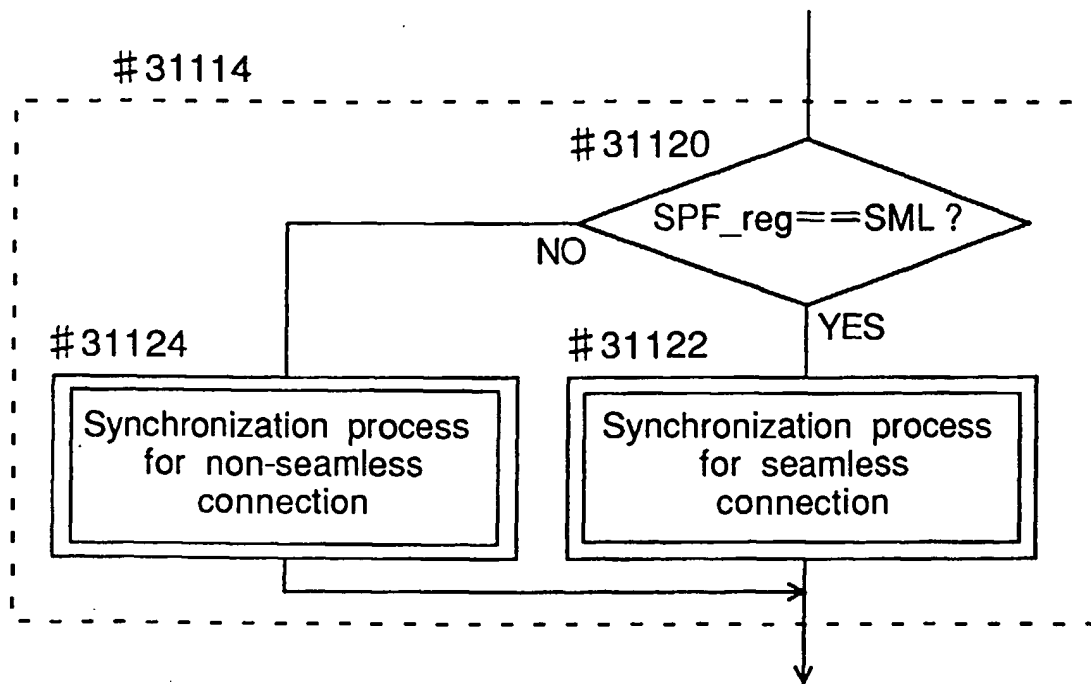 #31114
#31120
SPF_reg==SML?
NO
YES
#31124
#31122
Synchronization process
for non-seamless
connection
Synchronization process
for seamless
connection